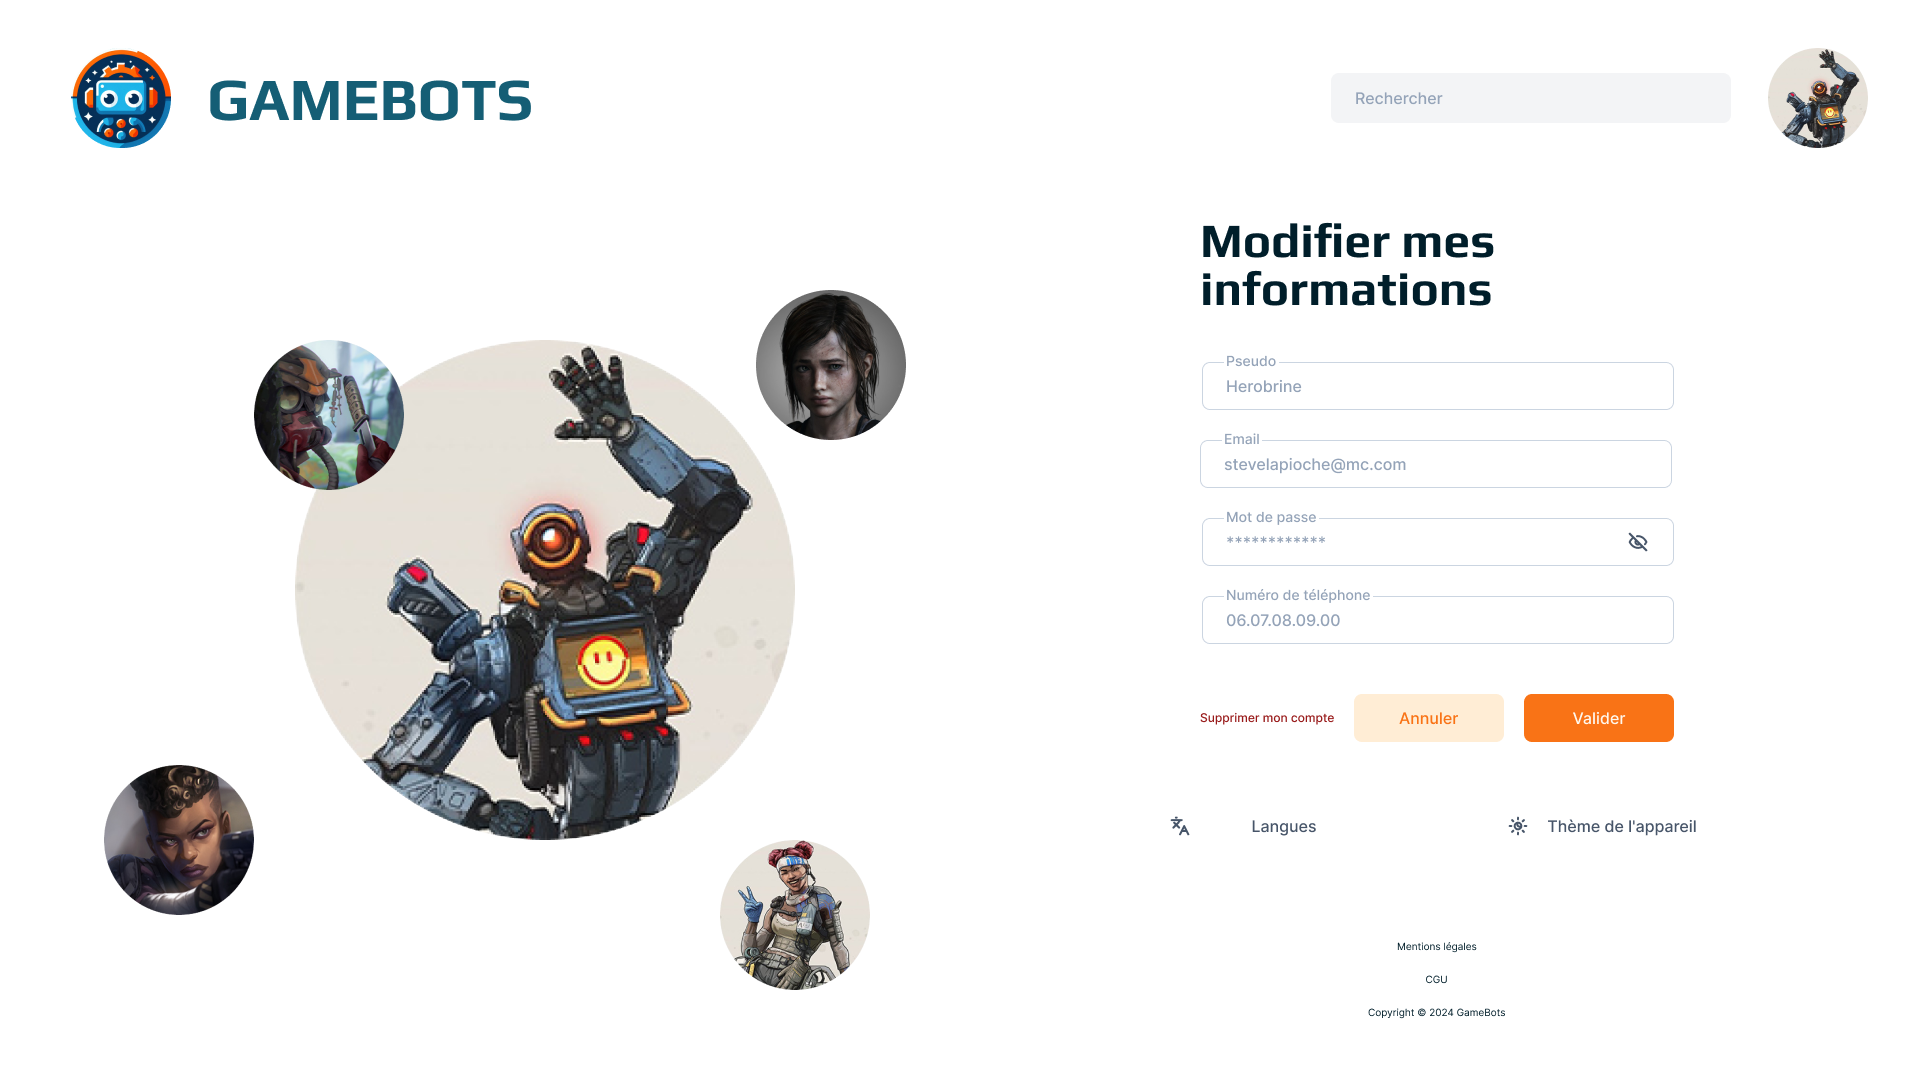 GAMEBOTS
Rechercher
Modifier mes
informations
Pseudo
Herobrine
Email
stevelapioche@mc.com
Mot de passe
************
Numéro de téléphone
06.07.08.09.00
Supprimer mon compte
Annuler
Valider
Langues
Thème de l'appareil
Mentions légales
CGU
Copyright © 2024 GameBots